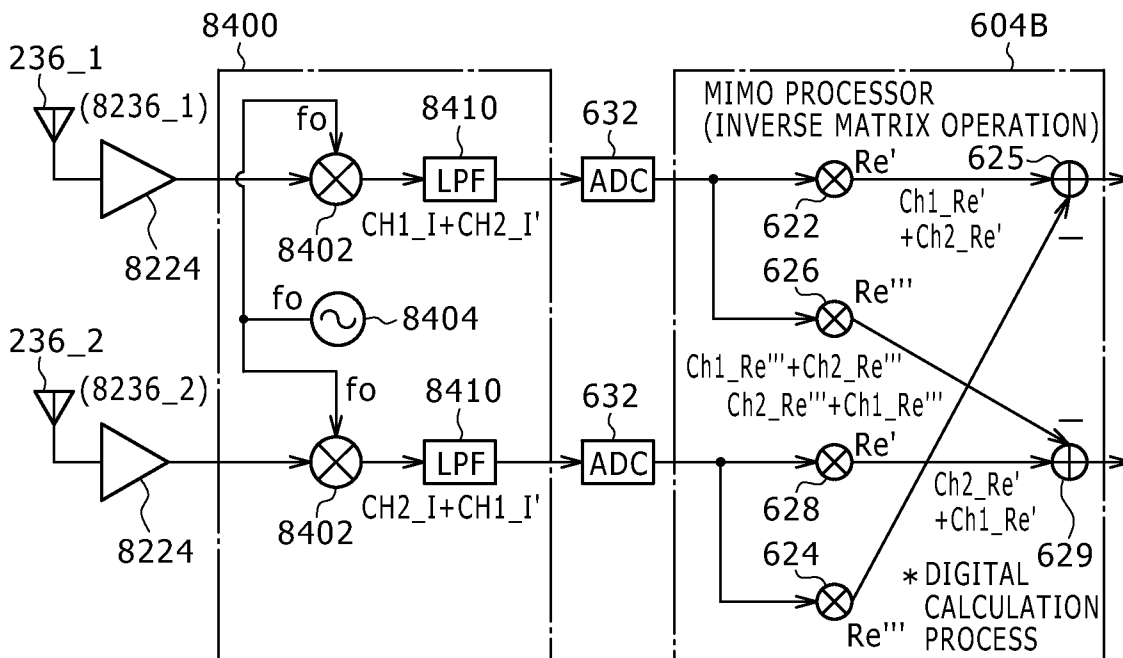 8400
604B
236_1
(8236_1)
fo
8410
632
MIMO PROCESSOR
(INVERSE MATRIX OPERATION)
Re'
625
LPF
ADC
CH1_I+CH2_I'
8402
8224
622
Ch1_Re'
+Ch2_Re'
626
Re'''
fo
8404
236_2
(8236_2)
fo
8410
632
Ch1_Re'''+Ch2_Re'''
Ch2_Re'''+Ch1_Re'''
Re'
LPF
ADC
CH2_I+CH1_I'
8402
8224
628
Ch2_Re'
+Ch1_Re'
629
624
Re'''
* DIGITAL
CALCULATION
PROCESS